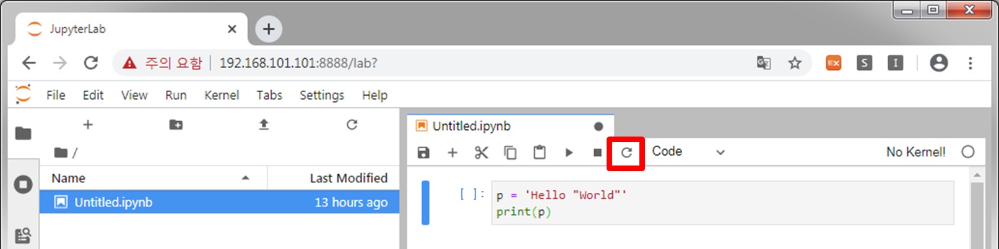 JupyterLab
주의 요함 192.168.101.101:8888/lab?
EX S I
File Edit View Run Kernel Tabs Settings Help
Untitled.ipynb
/
Code No Kernel!
Name Last Modified
Untitled.ipynb 13 hours ago
[ ]: p = 'Hello "World"'
print(p)